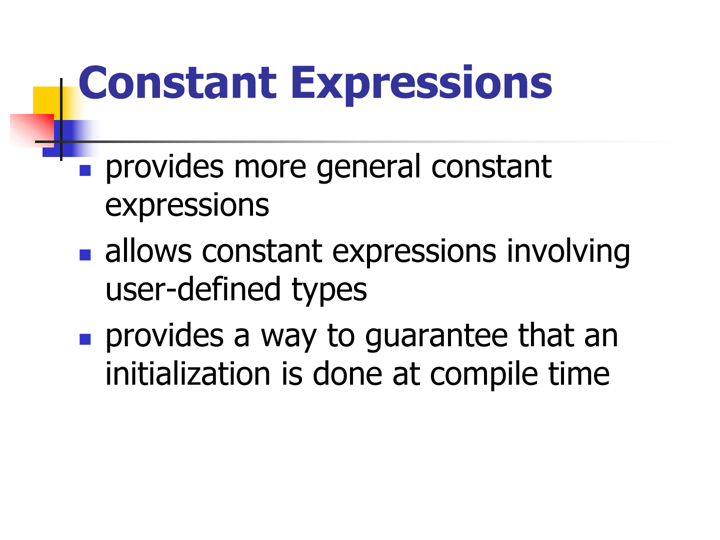 Constant Expressions
provides more general constant
expressions
allows constant expressions involving
user-defined types
provides a way to guarantee that an
initialization is done at compile time